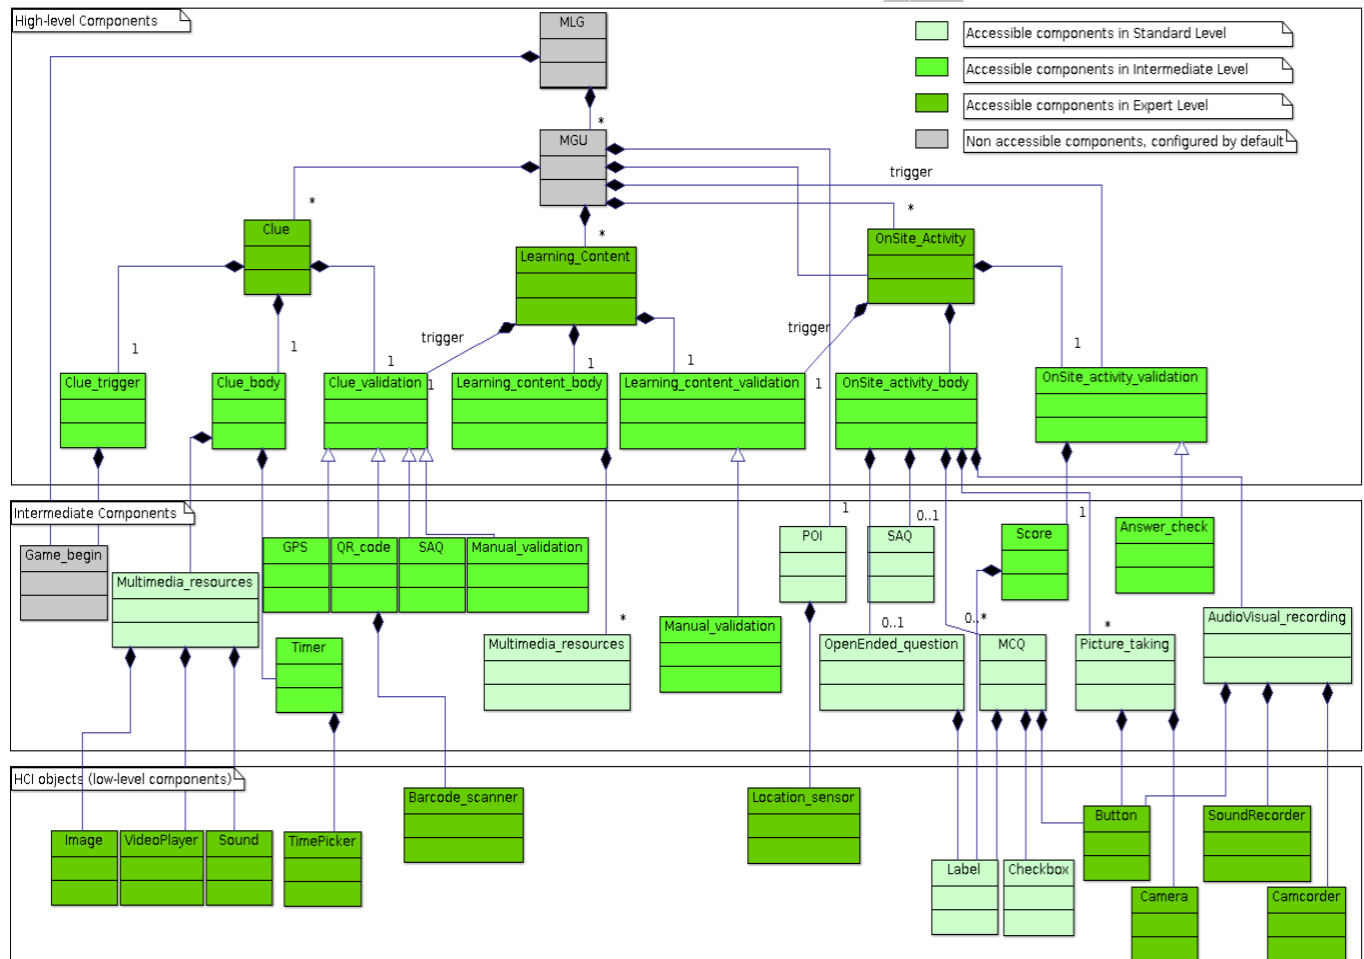 High-level Components
MLG
Accessible components in Standard Level
Accessible components in Intermediate Level
Accessible components in Expert Level
Non accessible components, configured by default
*
MGU
trigger
*
*
*
Clue
Learning_Content
OnSite_Activity
trigger
trigger
1
1
1
1
1
1
1
1
Clue_trigger
Clue_body
Clue_validation
Learning_content_body
Learning_content_validation
OnSite_activity_body
OnSite_activity_validation
Intermediate Components
1
0..1
1
Game_begin
Multimedia_resources
GPS
QR_code
SAQ
Manual_validation
POI
SAQ
Score
Answer_check
*
0..1
0..*
*
Timer
Multimedia_resources
Manual_validation
OpenEnded_question
MCQ
Picture_taking
AudioVisual_recording
HCI objects (low-level components)
Image
VideoPlayer
Sound
TimePicker
Barcode_scanner
Location_sensor
Label
Checkbox
Button
SoundRecorder
Camera
Camcorder